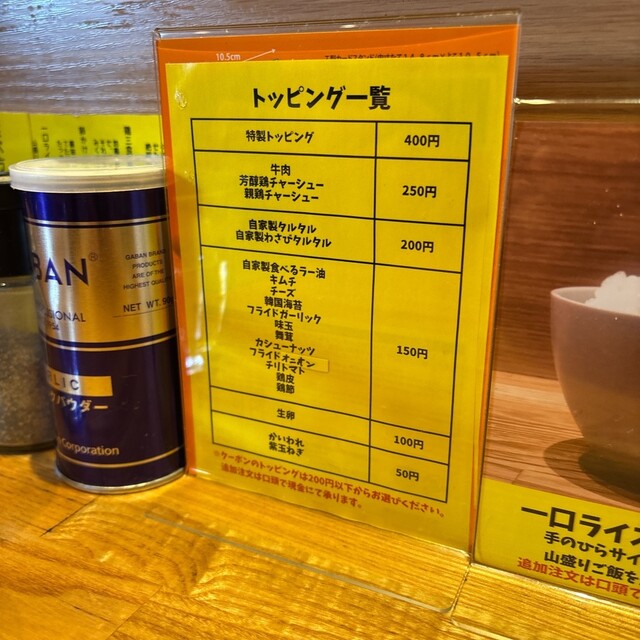 10.5cm
トッピング一覧
特製トッピング 400円
牛肉
芳醇鶏チャーシュー
親鶏チャーシュー
250円
自家製タルタル
自家製わさびタルタル
200円
自家製食べるラー油
キムチ
チーズ
韓国海苔
フライドガーリック
味玉
舞茸
カシューナッツ
フライドオニオン
チリトマト
鶏皮
鶏節
150円
生卵 100円
かいわれ
紫玉ねぎ
50円
※クーポンのトッピングは200円以下からお選びください。
追加注文は口頭で現金にて承ります。
BAN
GABAN BRAND
PRODUCTS
ARE OF THE
HIGHEST QUALITY
SIONAL
NET WT. 90
LIC
パウダー
Corporation
一口ライス
手のひらサイ
山盛りご飯を
追加注文は口頭で